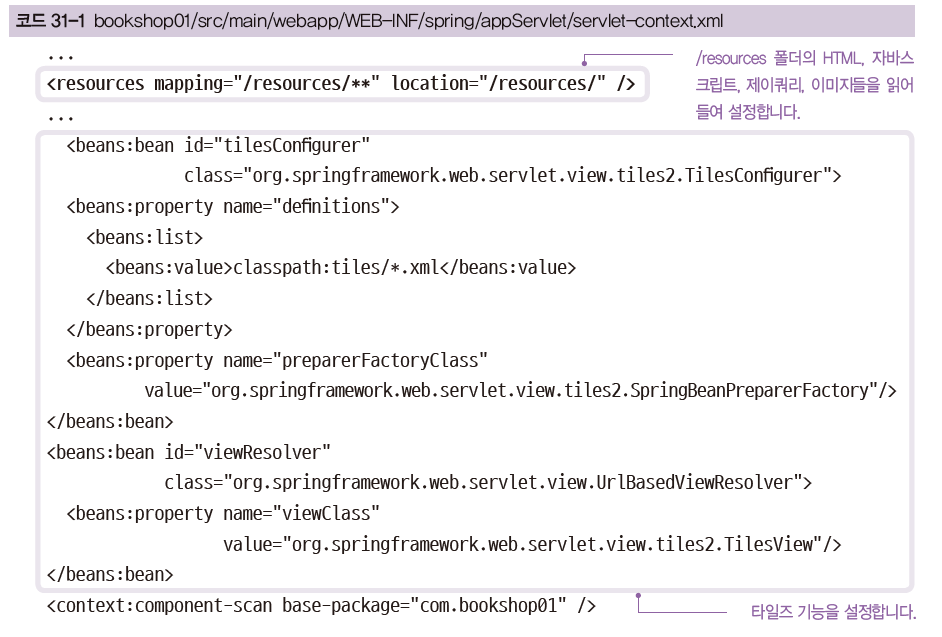 코드 31-1 bookshop01/src/main/webapp/WEB-INF/spring/appServlet/servlet-context.xml
...
<resources mapping="/resources/**" location="/resources/" />
/resources 폴더의 HTML, 자바스
크립트, 제이쿼리, 이미지들을 읽어
들여 설정합니다.
...
<beans:bean id="tilesConfigurer"
class="org.springframework.web.servlet.view.tiles2.TilesConfigurer">
<beans:property name="definitions">
<beans:list>
<beans:value>classpath:tiles/*.xml</beans:value>
</beans:list>
</beans:property>
<beans:property name="preparerFactoryClass"
value="org.springframework.web.servlet.view.tiles2.SpringBeanPreparerFactory"/>
</beans:bean>
<beans:bean id="viewResolver"
class="org.springframework.web.servlet.view.UrlBasedViewResolver">
<beans:property name="viewClass"
value="org.springframework.web.servlet.view.tiles2.TilesView"/>
</beans:bean>
<context:component-scan base-package="com.bookshop01" />
타일즈 기능을 설정합니다.